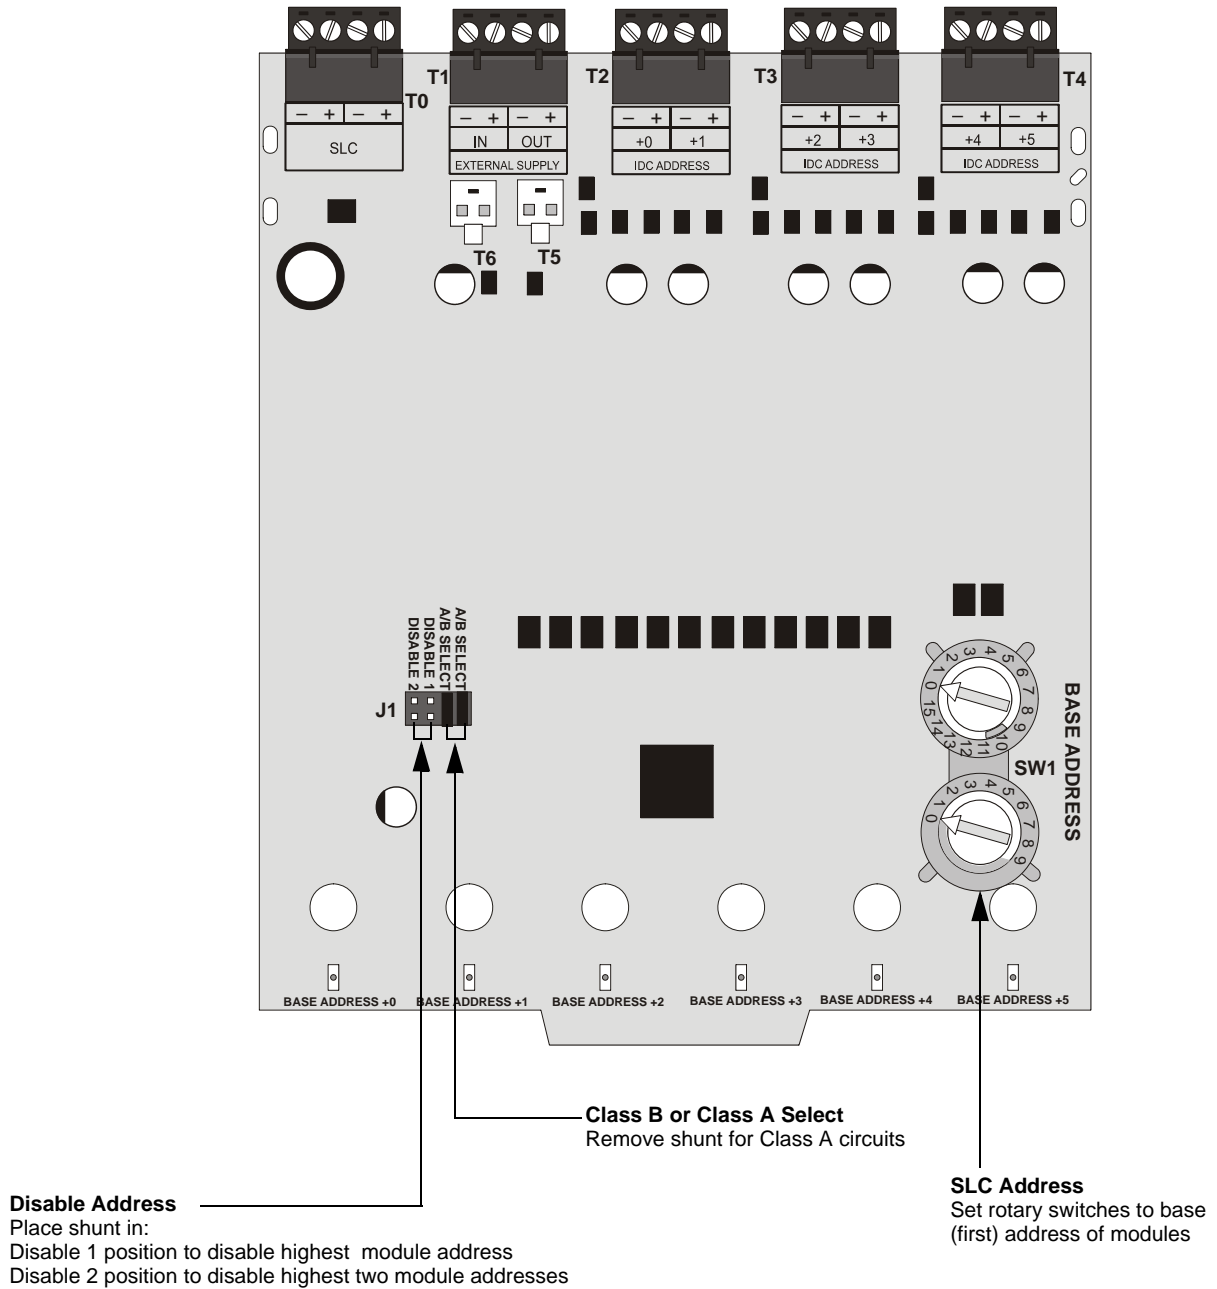 T0
T1
T2
T3
T4
– + – +
SLC
– + – +
IN OUT
EXTERNAL SUPPLY
– + – +
+0 +1
IDC ADDRESS
– + – +
+2 +3
IDC ADDRESS
– + – +
+4 +5
IDC ADDRESS
T6
T5
DISABLE 2
DISABLE 1
A/B SELECT
A/B SELECT
J1
0 1 2 3 4 5 6 7 8 9 10 11 12 13 14 15
SW1
BASE ADDRESS
0 1 2 3 4 5 6 7 8 9
BASE ADDRESS +0
BASE ADDRESS +1
BASE ADDRESS +2
BASE ADDRESS +3
BASE ADDRESS +4
BASE ADDRESS +5
Class B or Class A Select
Remove shunt for Class A circuits
SLC Address
Set rotary switches to base
(first) address of modules
Disable Address
Place shunt in:
Disable 1 position to disable highest module address
Disable 2 position to disable highest two module addresses